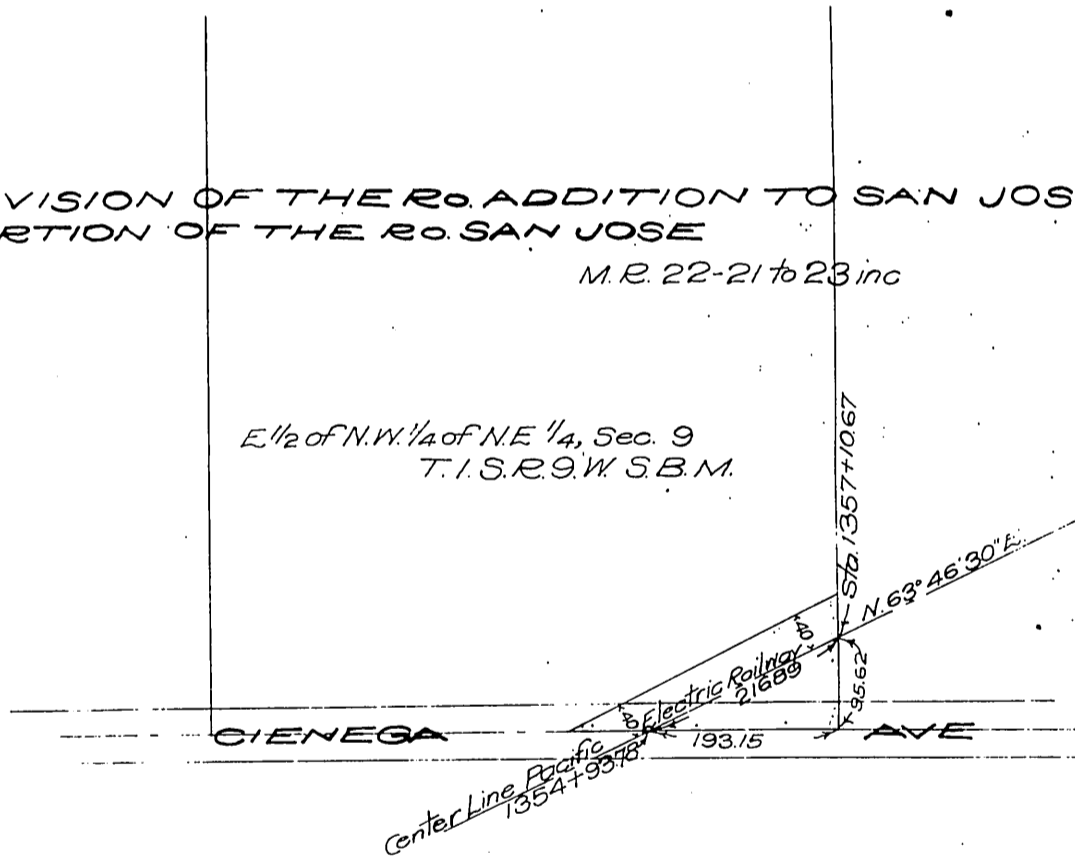 VISION OF THE RO. ADDITION TO SAN JOS
RTION OF THE RO. SAN JOSE
M.R. 22-21 to 23 inc
E 1/2 of N.W. 1/4 of N.E 1/4, Sec. 9
T.1.S.R.9.W. S.B.M.
Sta. 1357+10.67
N. 63° 46' 30" E.
40
40
Center Line Pacific Electric Railway
216.89
1354+93.78
95.62
193.15
CIENEGA AVE